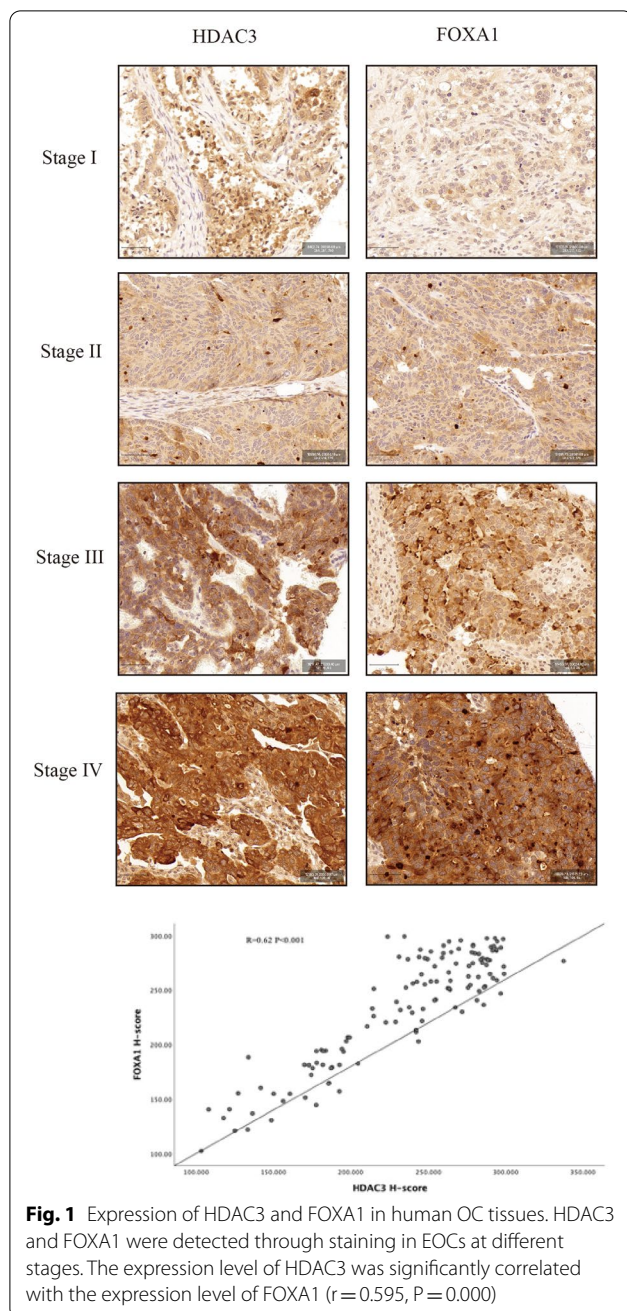 HDAC3 FOXA1
Stage I
Stage II
Stage III
Stage IV
R=0.62 P<0.001
300.00
250.00
200.00
150.00
100.00
FOXA1 H-score
100.000 150.000 200.000 250.000 300.000 350.000
HDAC3 H-score
Fig. 1 Expression of HDAC3 and FOXA1 in human OC tissues. HDAC3
and FOXA1 were detected through staining in EOCs at different
stages. The expression level of HDAC3 was significantly correlated
with the expression level of FOXA1 (r = 0.595, P = 0.000)